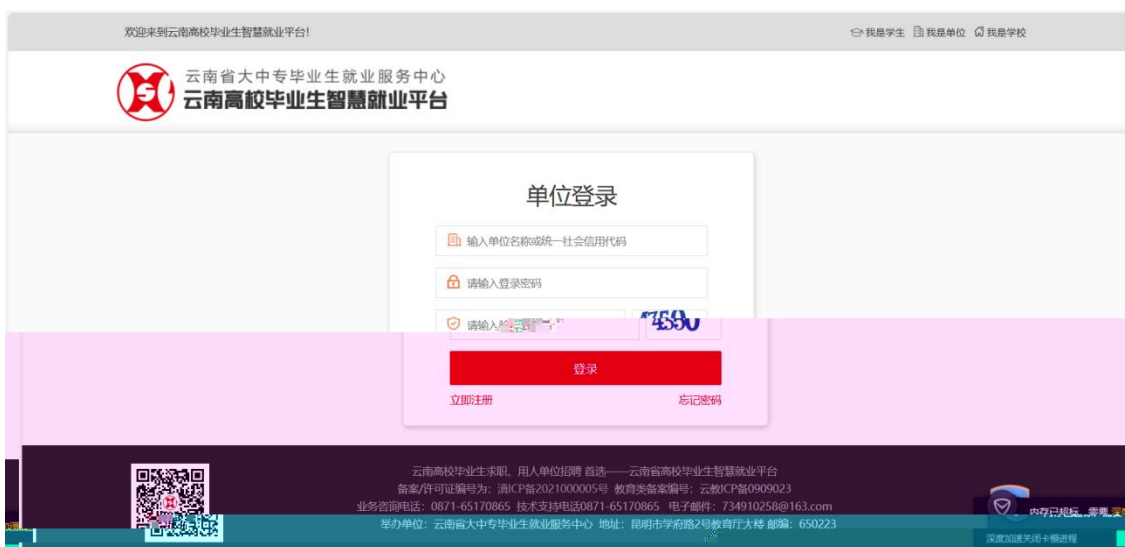 欢迎来到云南高校毕业生智慧就业平台!
我是学生 我是单位 我是学校
云南省大中专毕业生就业服务中心
云南高校毕业生智慧就业平台
单位登录
输入单位名称或统一社会信用代码
请输入登录密码
请输入
登录
立即注册 忘记密码
云南高校毕业生求职、用人单位招聘 首选——云南省高校毕业生智慧就业平台
备案/许可证编号为：滇ICP备2021000005号 教育类备案编号：云教ICP备0909023
业务咨询电话：0871-65170865 技术支持电话0871-65170865 电子邮件：734910258@163.com
举办单位：云南省大中专毕业生就业服务中心 地址：昆明市学府路2号教育厅大楼 邮编：650223
内存已超标，需要
深度加速关闭卡慢进程